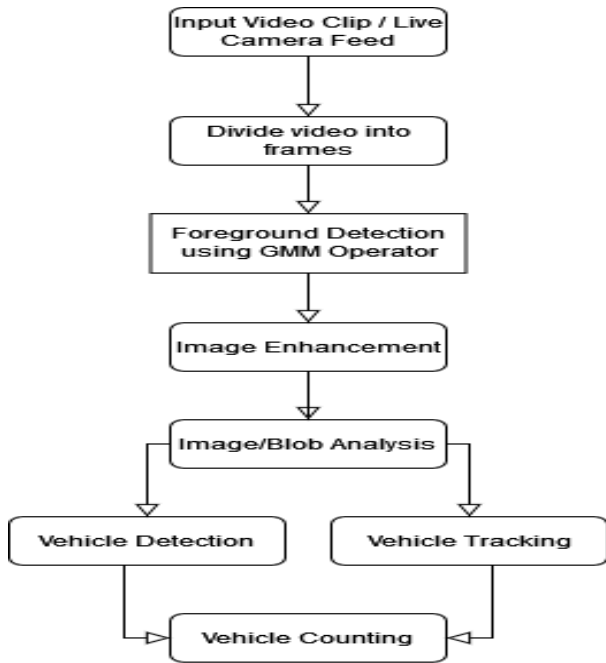 Input Video Clip / Live
Camera Feed
Divide video into
frames
Foreground Detection
using GMM Operator
Image Enhancement
Image/Blob Analysis
Vehicle Detection
Vehicle Tracking
Vehicle Counting